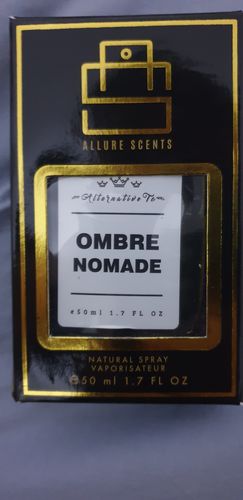 ALLURE SCENTS
Alternative To
OMBRE
NOMADE
e50ml 1.7 FL OZ
NATURAL SPRAY
VAPORISATEUR
e50 ml 1.7 FL OZ